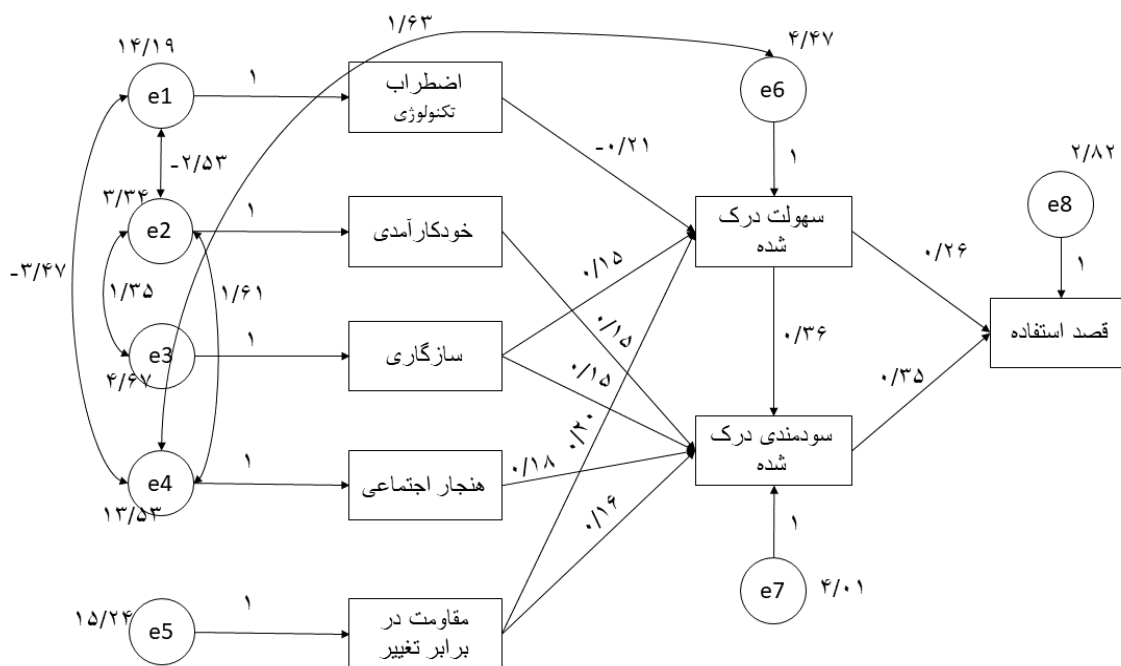 ۱/۶۳
۴/۴۷
۱۴/۱۹
e1
۱
اضطراب
تکنولوژی
e6
-۰/۲۱
۱
-۲/۵۳
۲/۸۲
e8
۳/۳۴
e2
۱
خودکارآمدی
سهولت درک
شده
۰/۲۶
۱
-۳/۴۷
۱/۳۵
۱/۶۱
۰/۱۵
۰/۱۵
۰/۳۶
قصد استفاده
e3
۱
سازگاری
۴/۶۷
۰/۱۵
۰/۳۵
۰/۲۰
سودمندی درک
شده
e4
۱
هنجار اجتماعی
۰/۱۸
۱۳/۵۳
۰/۱۶
۱
۱۵/۲۴
e5
۱
مقاومت در
برابر تغییر
e7
۴/۰۱